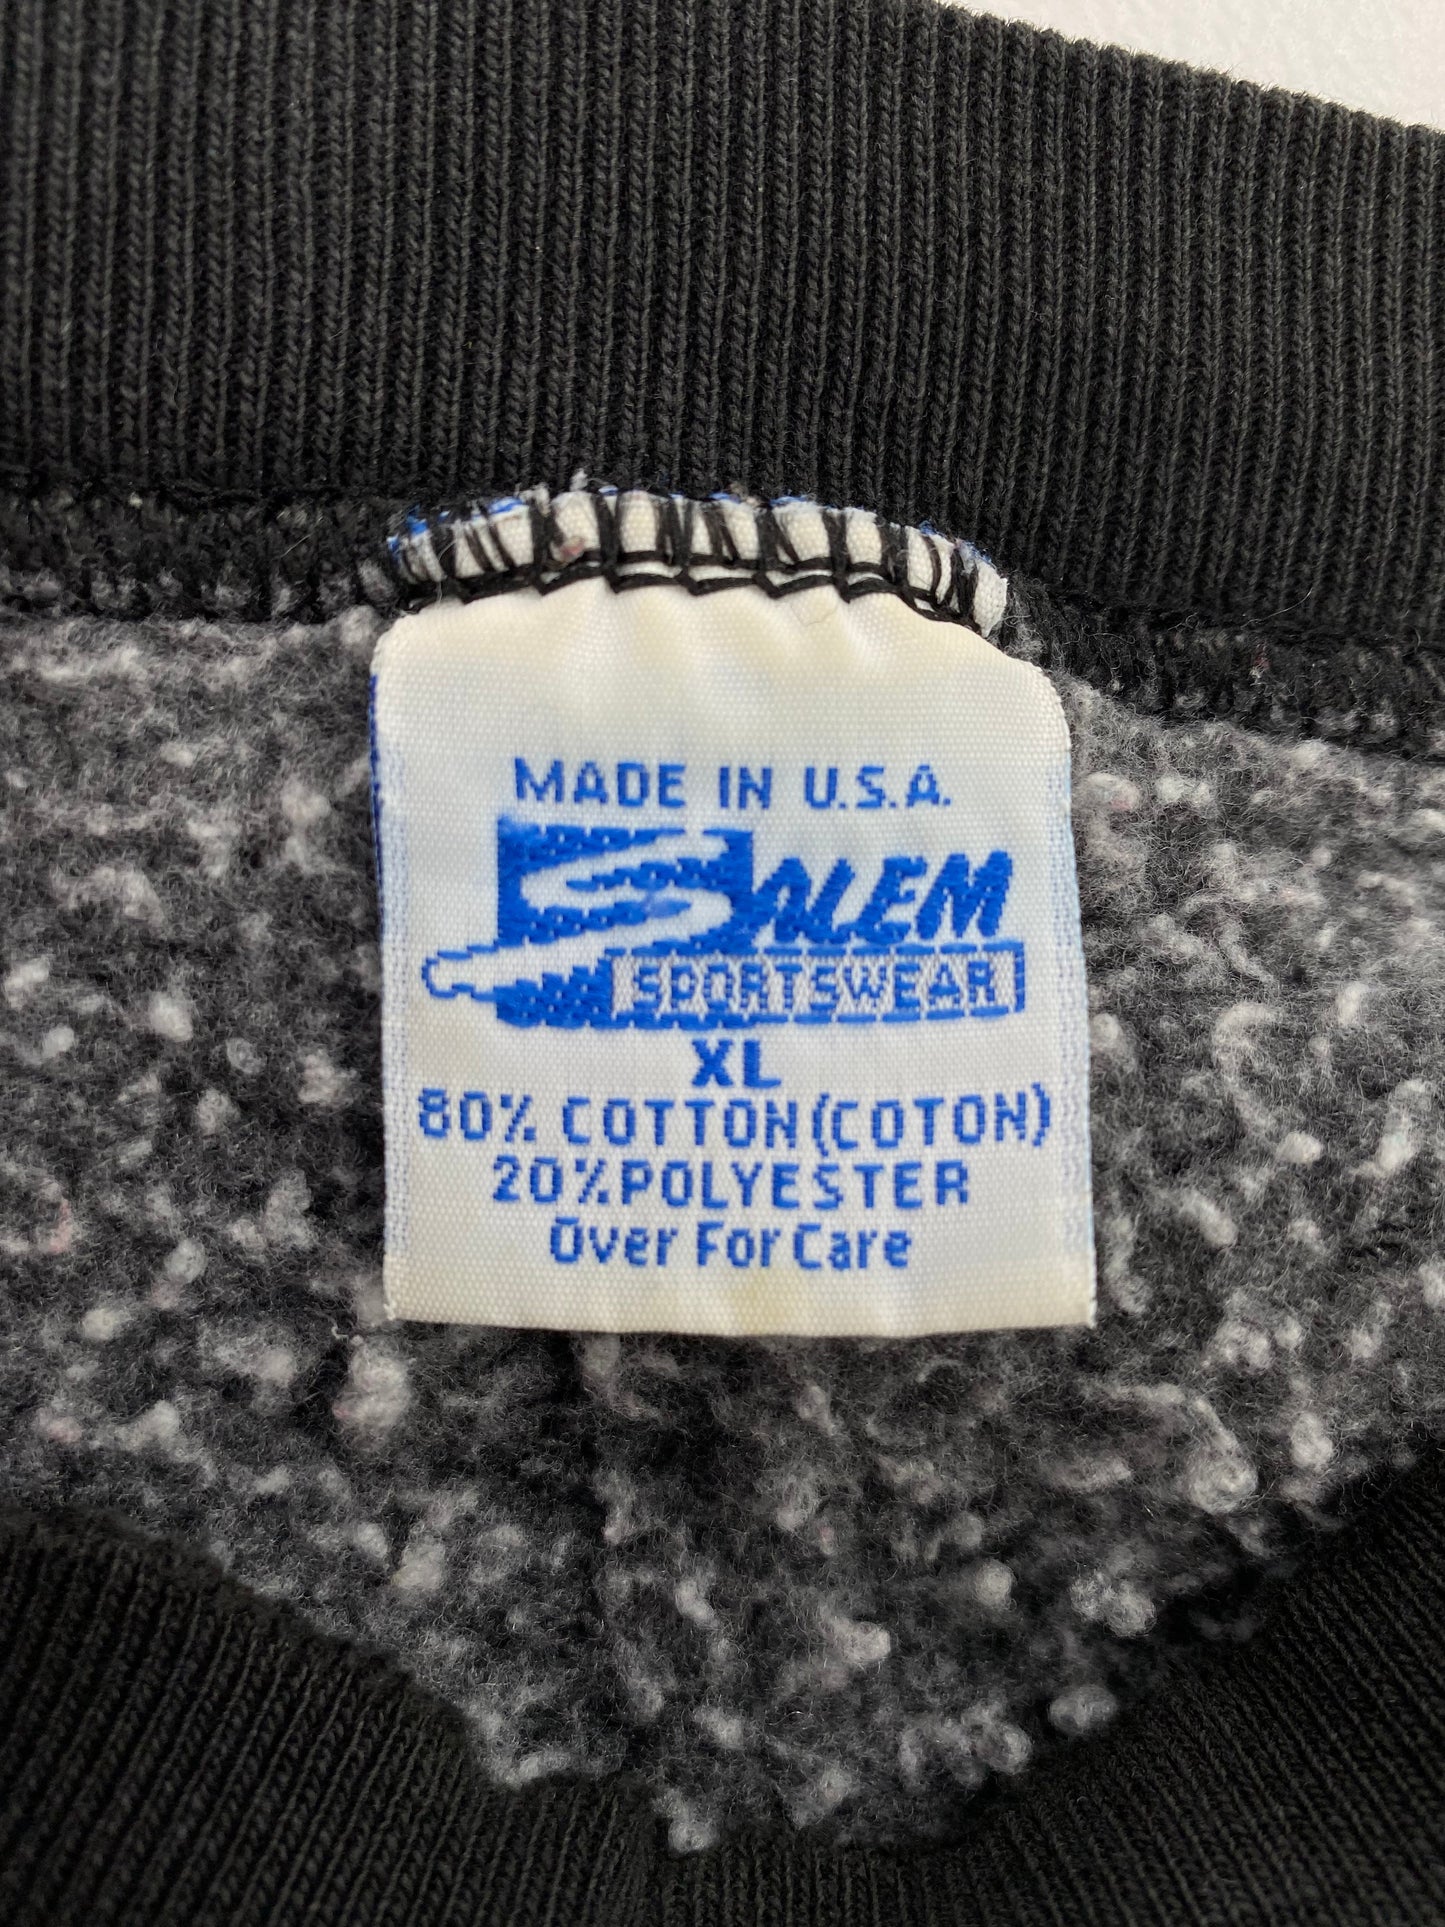 MADE IN U.S.A.
SALEM
SPORTSWEAR
XL
80% COTTON (COTON)
20% POLYESTER
Over For Care